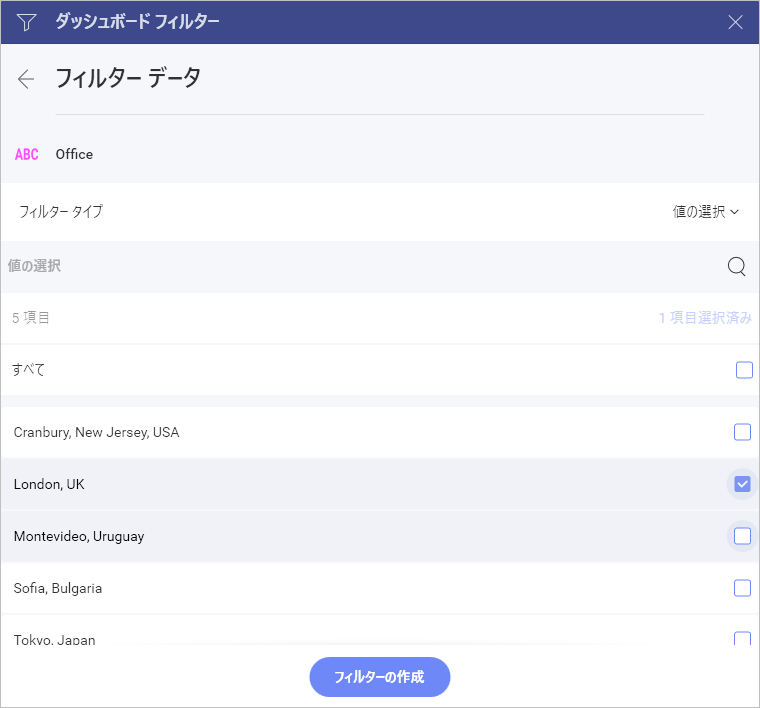 ダッシュボード フィルター
フィルター データ
ABC Office
フィルター タイプ 値の選択
値の選択
5 項目 1 項目選択済み
すべて
Cranbury, New Jersey, USA
London, UK
Montevideo, Uruguay
Sofia, Bulgaria
Tokyo, Japan
フィルターの作成